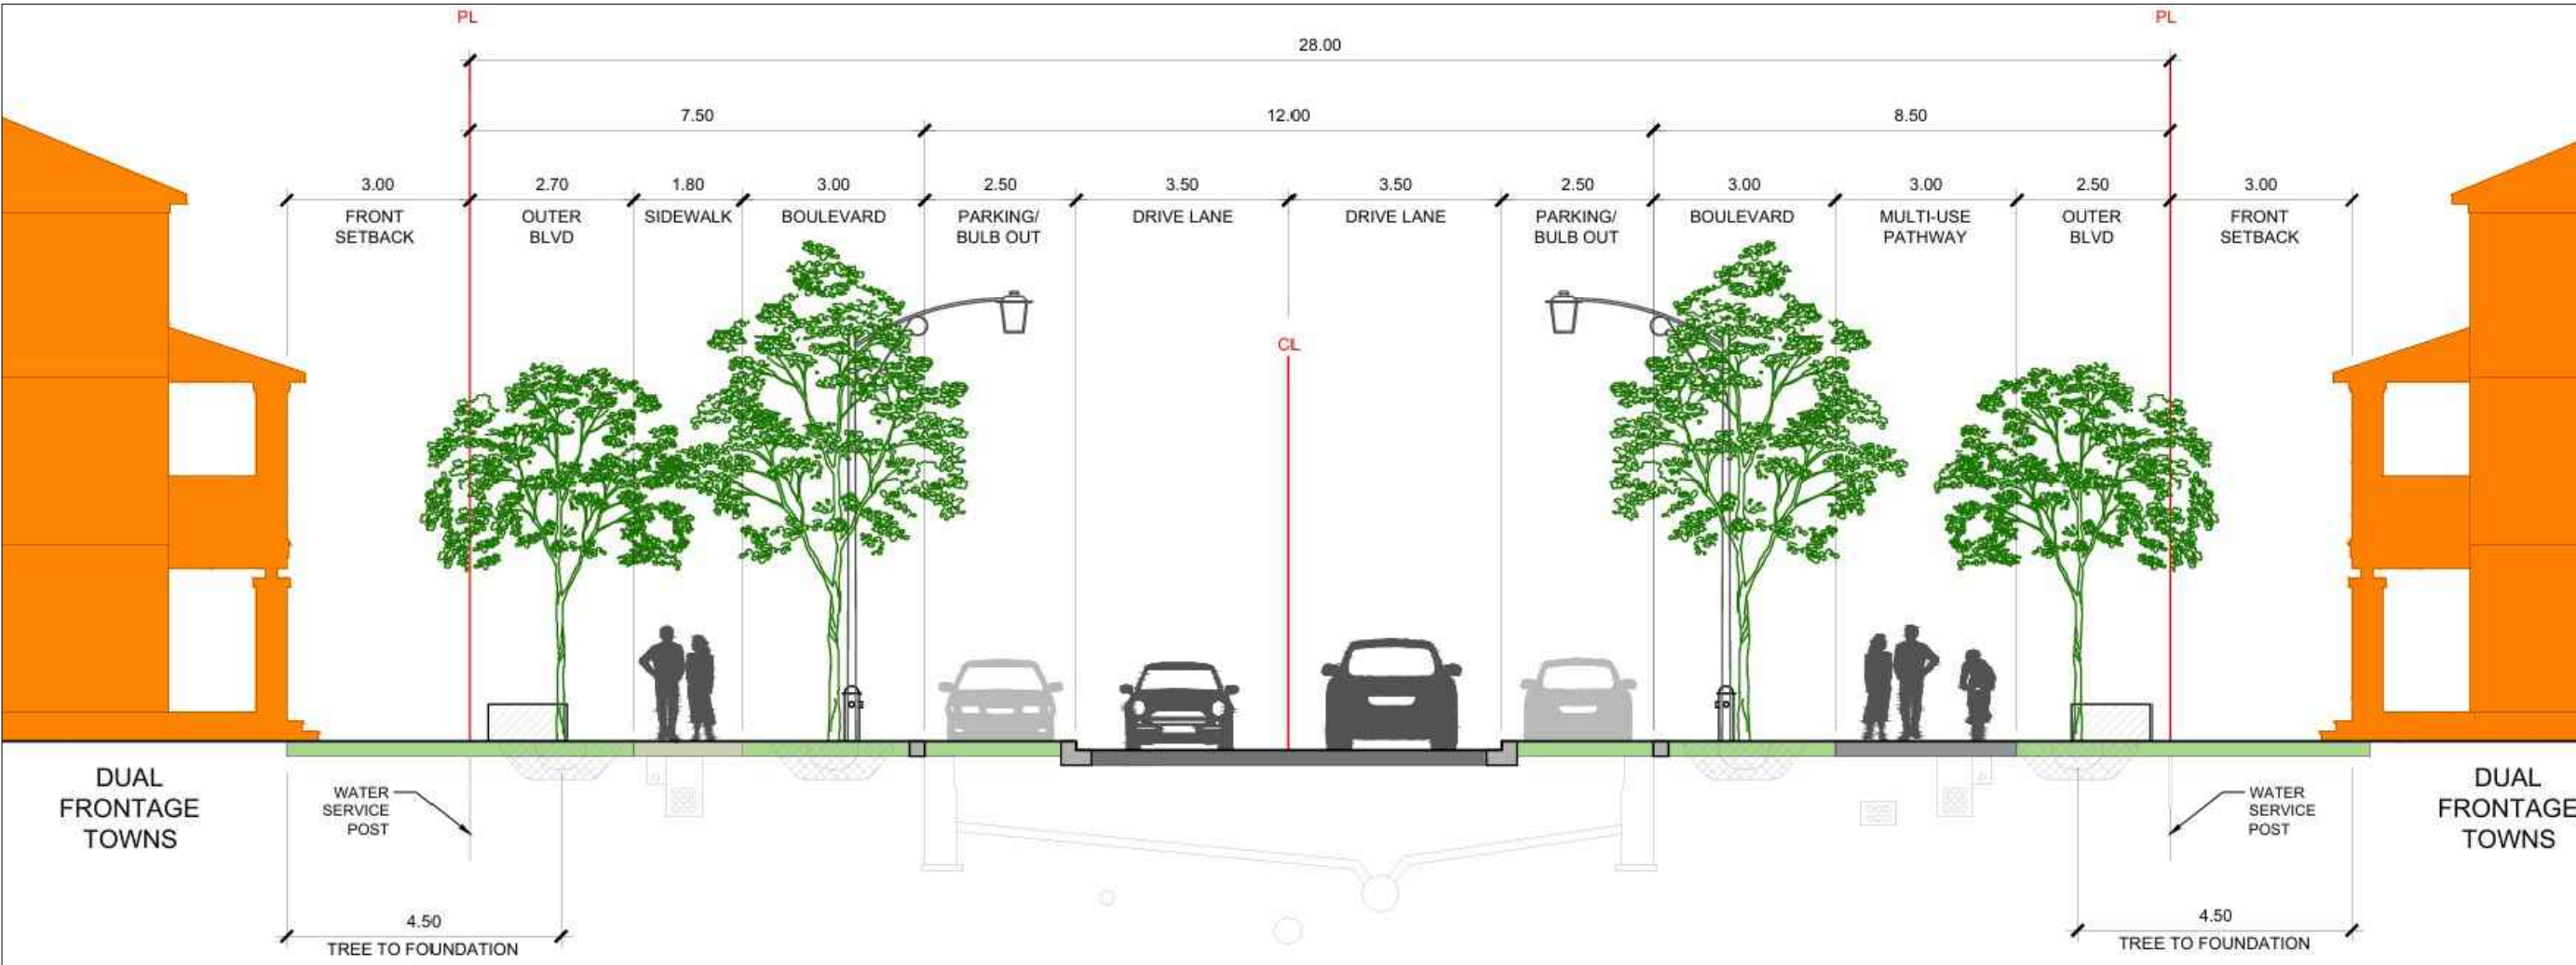 PL
PL
28.00
7.50
12.00
8.50
3.00
2.70
1.80
3.00
2.50
3.50
3.50
2.50
3.00
3.00
2.50
3.00
FRONT
SETBACK
OUTER
BLVD
SIDEWALK
BOULEVARD
PARKING/
BULB OUT
DRIVE LANE
DRIVE LANE
PARKING/
BULB OUT
BOULEVARD
MULTI-USE
PATHWAY
OUTER
BLVD
FRONT
SETBACK
CL
DUAL
FRONTAGE
TOWNS
WATER
SERVICE
POST
WATER
SERVICE
POST
DUAL
FRONTAGE
TOWNS
4.50
TREE TO FOUNDATION
4.50
TREE TO FOUNDATION